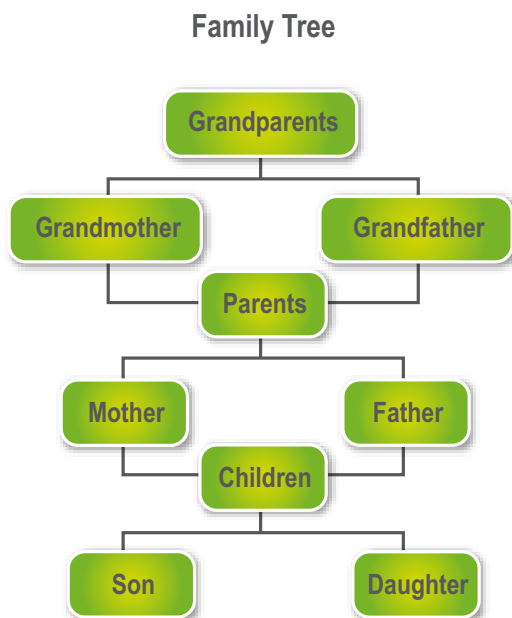 Family Tree
Grandparents
Grandmother
Grandfather
Parents
Mother
Father
Children
Son
Daughter